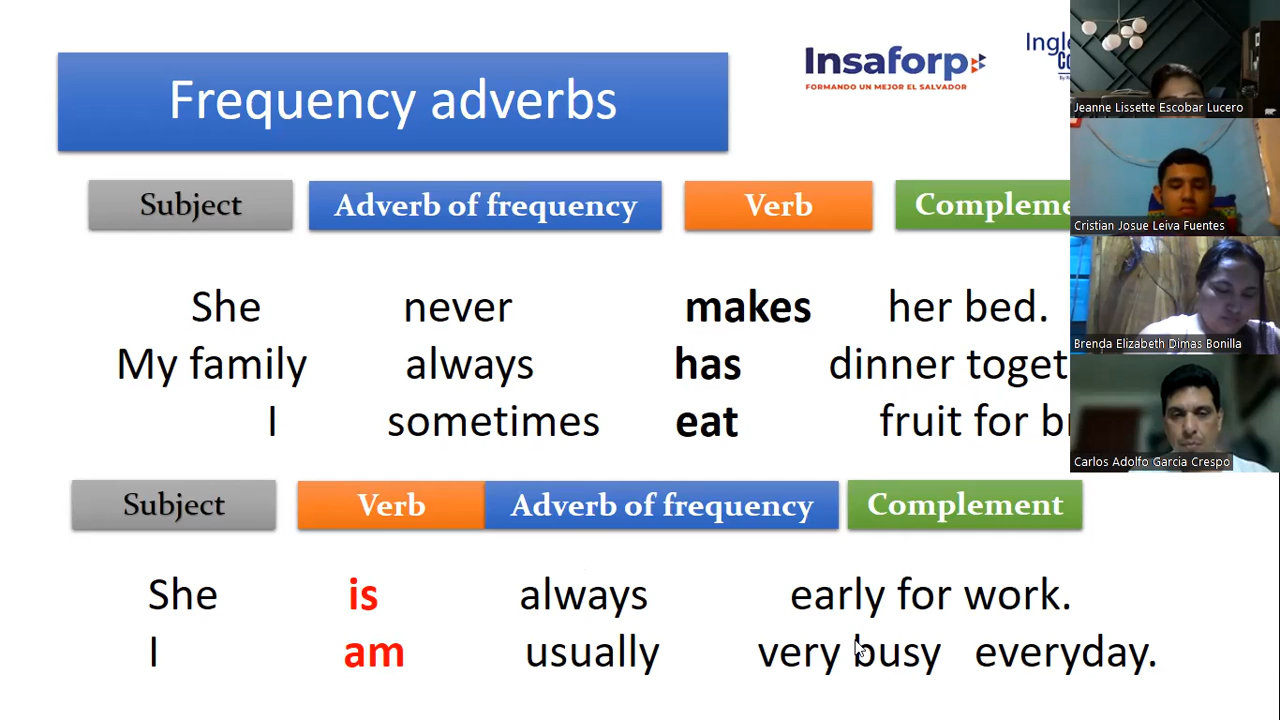 Frequency adverbs
Insaforp
FORMANDO UN MEJOR EL SALVADOR
Subject Adverb of frequency Verb
She never makes her bed.
My family always has dinner
I sometimes eat fruit for
Subject Verb Adverb of frequency Complement
She is always early for work.
I am usually very busy everyday.
Jeanne Lissette Escobar Lucero
Cristian Josue Leiva Fuentes
Brenda Elizabeth Dimas Bonilla
Carlos Adolfo Garcia Crespo